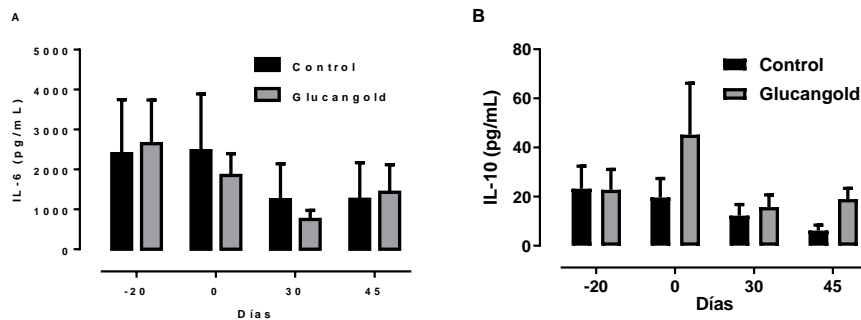 A
IL-6 (pg/mL)
5000
4000
3000
2000
1000
0
Control
Glucangold
-20 0 30 45
Días
B
IL-10 (pg/mL)
80
60
40
20
0
Control
Glucangold
-20 0 30 45
Días